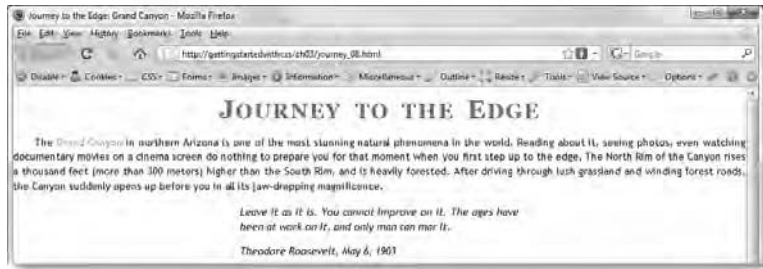 Journey to the Edge: Grand Canyon - Mozilla Firefox
File Edit View History Bookmarks Tools Help
http://gettingstartedwithcss/ch03/journey_08.html
Google
Disable Cookies CSS Forms Images Information Miscellaneous Outline Resize Tools View Source Options
JOURNEY TO THE EDGE
The Grand Canyon in northern Arizona is one of the most stunning natural phenomena in the world. Reading about it, seeing photos, even watching
documentary movies on a cinema screen do nothing to prepare you for that moment when you first step up to the edge. The North Rim of the Canyon rises
a thousand feet (more than 300 meters) higher than the South Rim, and is heavily forested. After driving through lush grassland and winding forest roads,
the Canyon suddenly opens up before you in all its jaw-dropping magnificence.
Leave it as it is. You cannot improve on it. The ages have
been at work on it, and only man can mar it.
Theodore Roosevelt, May 6, 1903